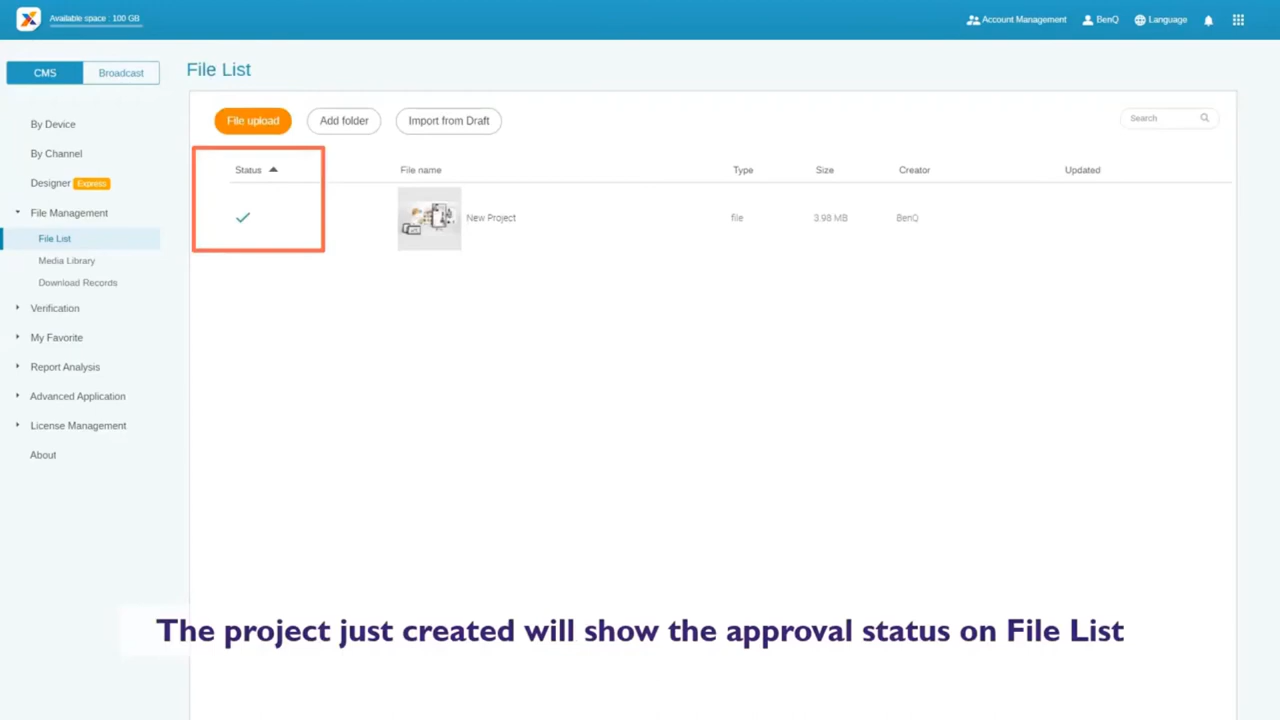 Available space : 100 GB
Account Management
BenQ
Language
CMS
Broadcast
File List
File upload
Add folder
Import from Draft
Search
By Device
By Channel
Designer Express
File Management
File List
Media Library
Download Records
Verification
My Favorite
Report Analysis
Advanced Application
License Management
About
Status
File name
Type
Size
Creator
Updated
New Project
file
3.98 MB
BenQ
The project just created will show the approval status on File List